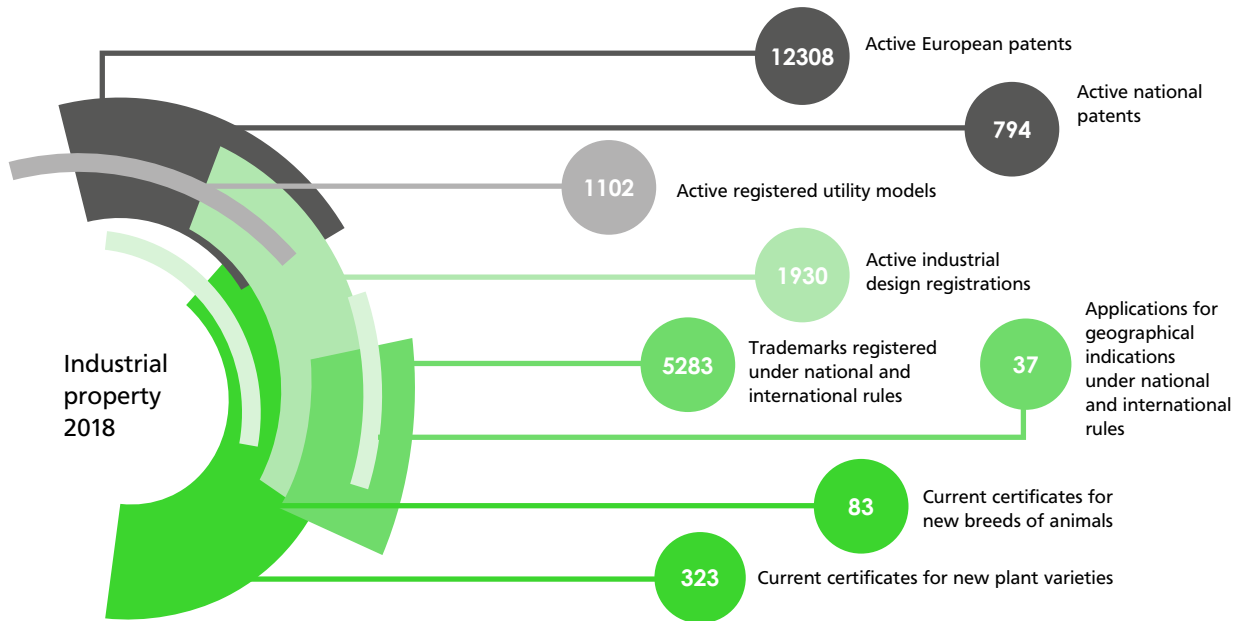 12308
Active European patents
794
Active national
patents
1102
Active registered utility models
1930
Active industrial
design registrations
5283
Trademarks registered
under national and
international rules
37
Applications for
geographical
indications
under national
and international
rules
Industrial
property
2018
83
Current certificates for
new breeds of animals
323
Current certificates for new plant varieties